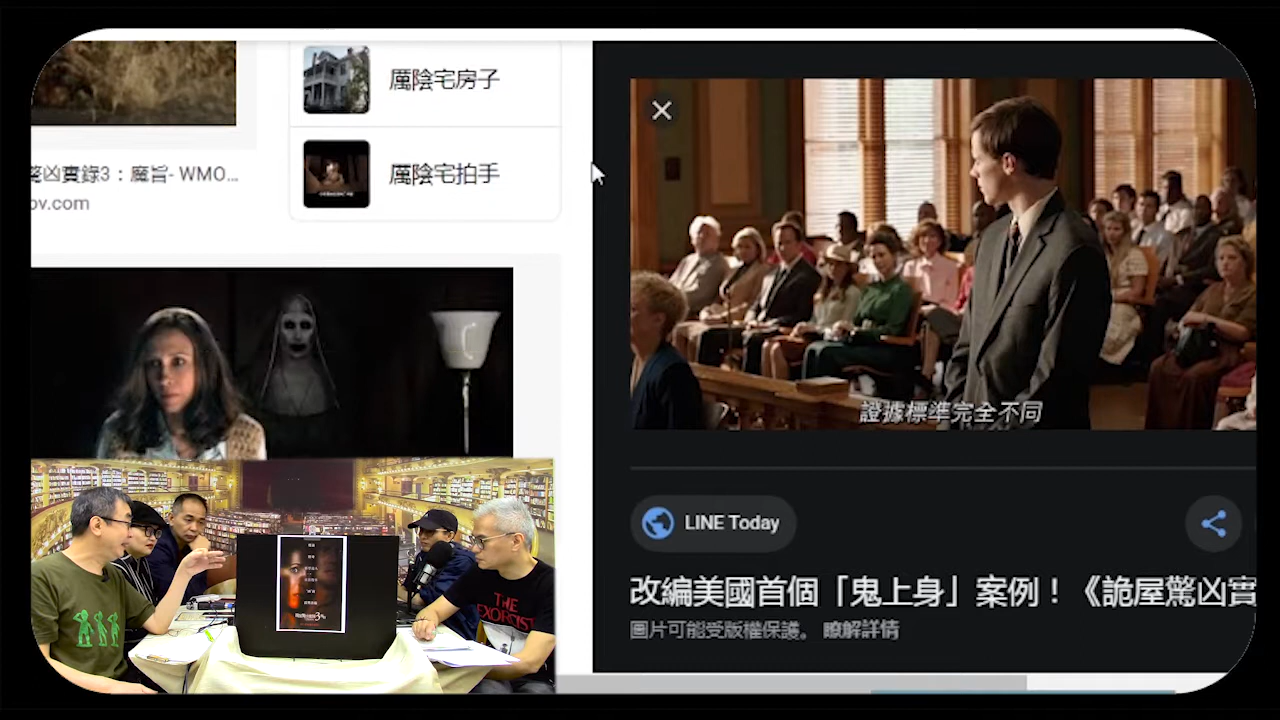 厲陰宅房子
厲陰宅拍手
驚凶實錄3：魔旨- WMO...
ov.com
證據標準完全不同
LINE Today
改編美國首個「鬼上身」案例！《詭屋驚凶實
圖片可能受版權保護。 瞭解詳情
THE
EXORCIST